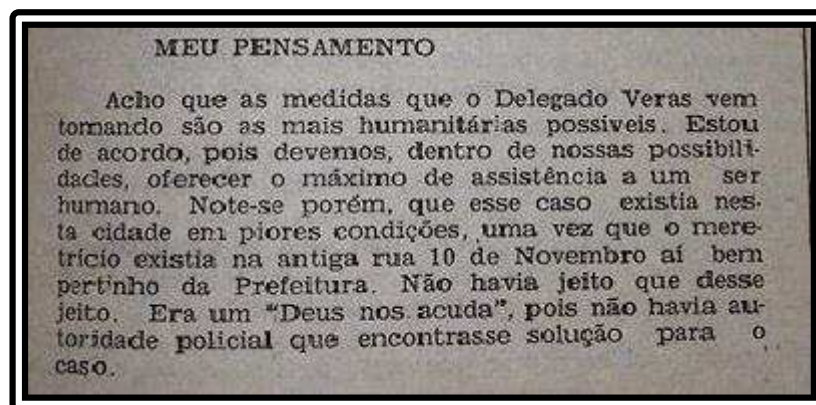 MEU PENSAMENTO
Acho que as medidas que o Delegado Veras vem
tomando são as mais humanitárias possiveis. Estou
de acordo, pois devemos, dentro de nossas possibili-
dades, oferecer o máximo de assistência a um ser
humano. Note-se porém, que esse caso existia nes-
ta cidade em piores condições, uma vez que o mere-
trício existia na antiga rua 10 de Novembro aí bem
pertinho da Prefeitura. Não havia jeito que desse
jeito. Era um "Deus nos acuda", pois não havia au-
toridade policial que encontrasse solução para o
caso.